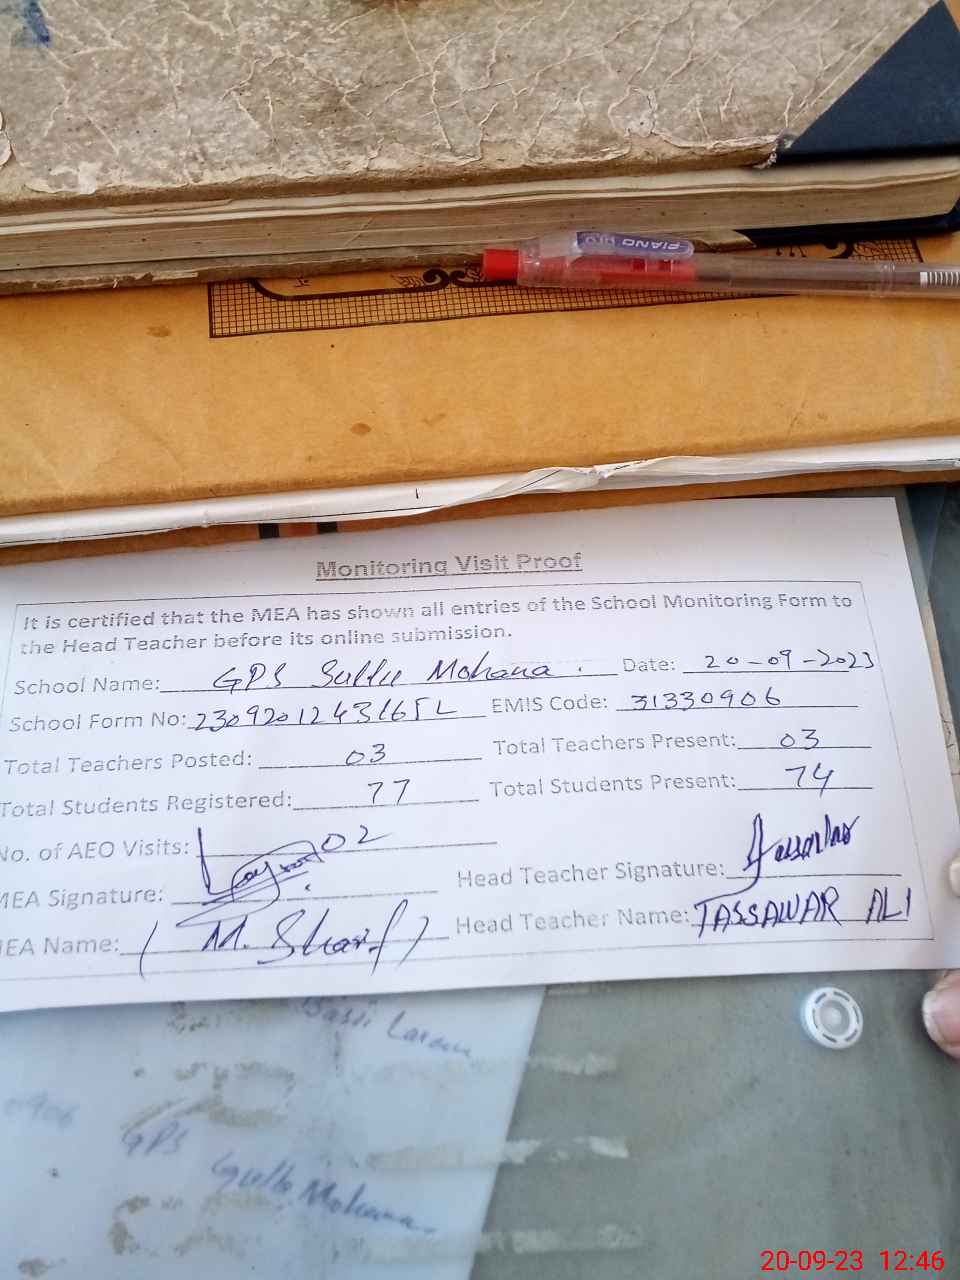 PIANO
Monitoring Visit Proof
It is certified that the MEA has shown all entries of the School Monitoring Form to
the Head Teacher before its online submission.
School Name: GPS Mohana. Date: 20-09-2023
School Form No: EMIS Code: 31330906
Total Teachers Posted: 03 Total Teachers Present: 03
Total Students Registered: 77 Total Students Present: 74
No. of AEO Visits: 02
MEA Signature: Head Teacher Signature:
MEA Name: (M. Sharif) Head Teacher Name: TASSAWAR ALI
GPS
Mohana
20-09-23 12:46